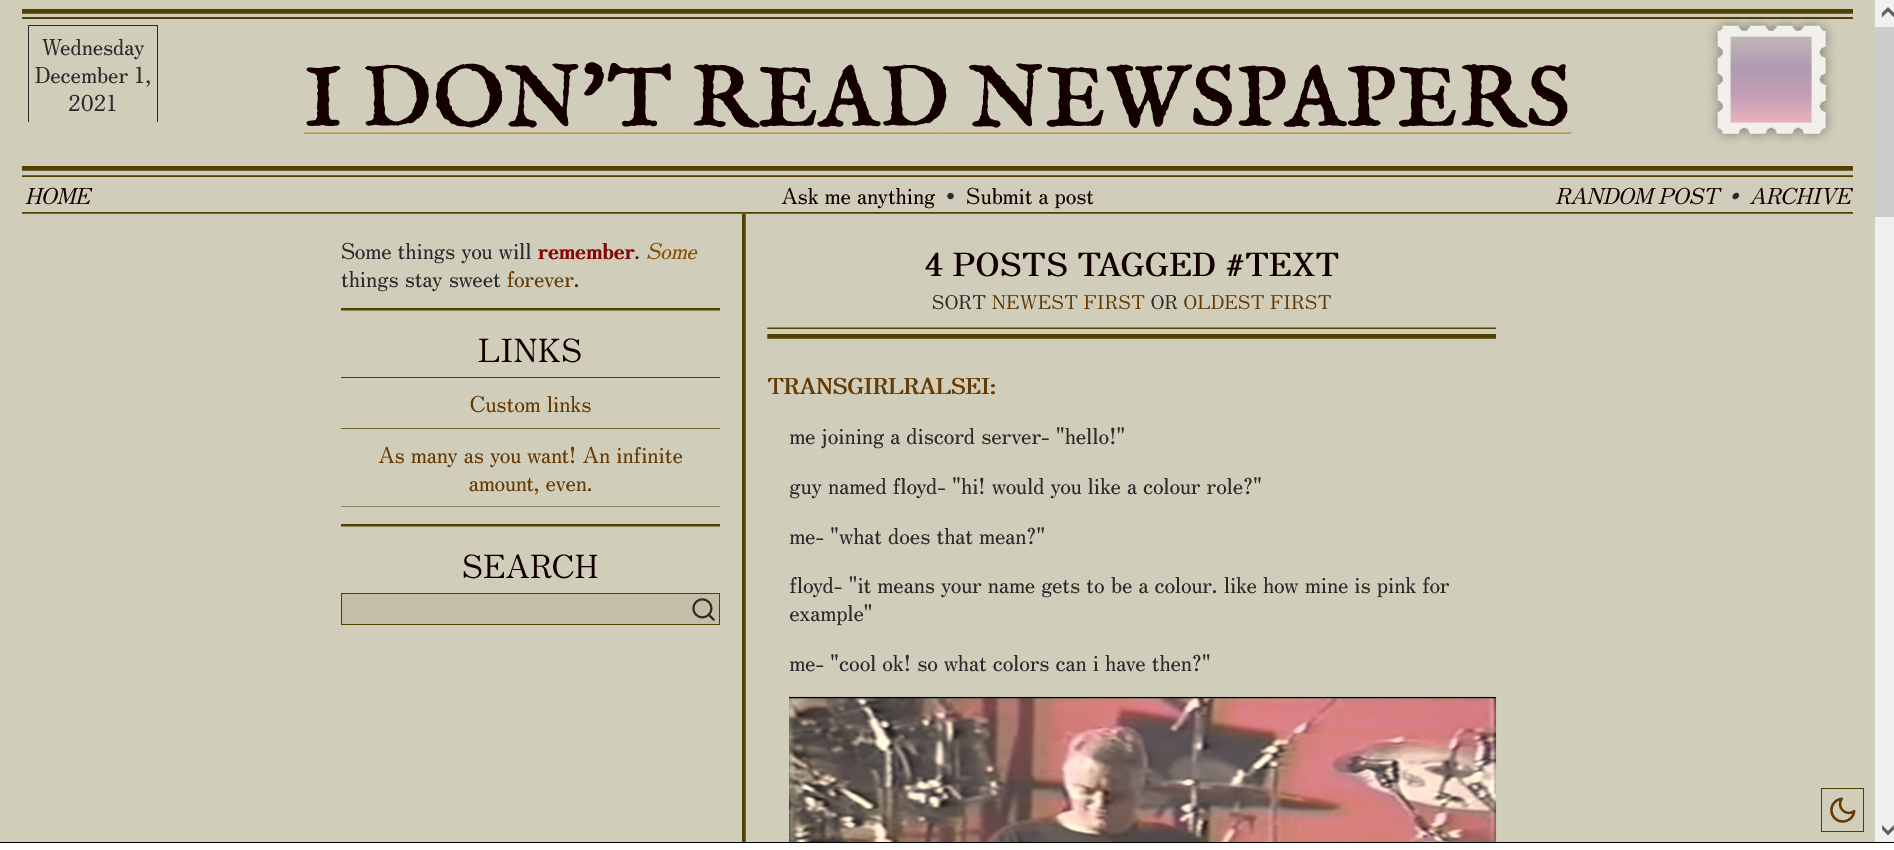 Wednesday
December 1,
2021
I DON’T READ NEWSPAPERS
HOME
Ask me anything • Submit a post
RANDOM POST • ARCHIVE
Some things you will remember. Some
things stay sweet forever.
LINKS
Custom links
As many as you want! An infinite
amount, even.
SEARCH
4 POSTS TAGGED #TEXT
SORT NEWEST FIRST OR OLDEST FIRST
TRANSGIRLRALSEI:
me joining a discord server- "hello!"
guy named floyd- "hi! would you like a colour role?"
me- "what does that mean?"
floyd- "it means your name gets to be a colour. like how mine is pink for
example"
me- "cool ok! so what colors can i have then?"